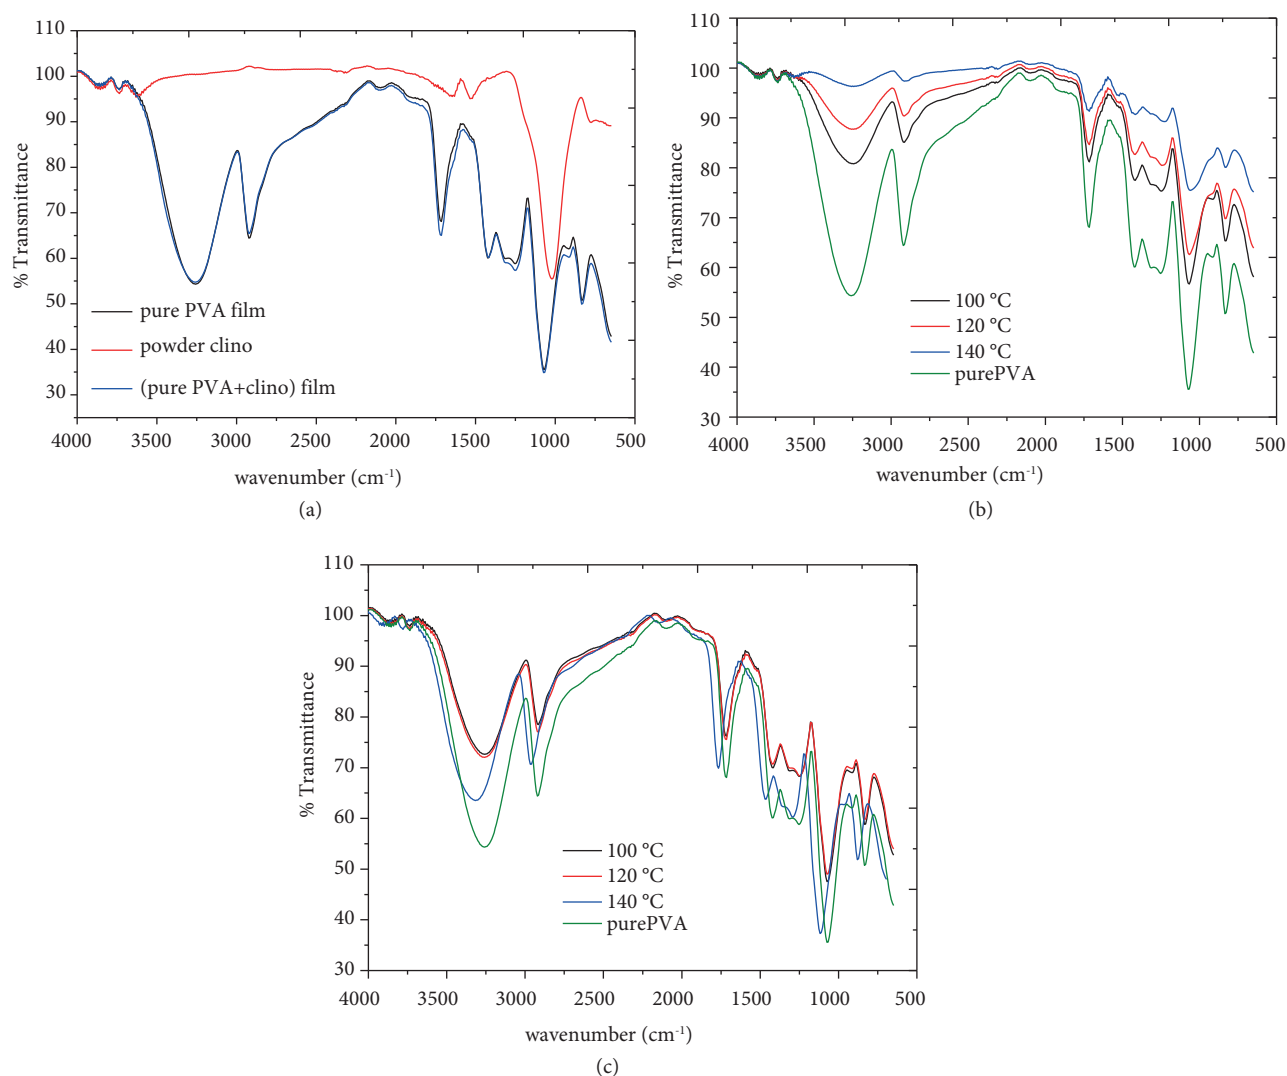 110
100
90
80
70
60
50
40
30
% Transmittance
pure PVA film
powder clino
(pure PVA+clino) film
4000 3500 3000 2500 2000 1500 1000 500
wavenumber (cm-1)
(a)
110
100
90
80
70
60
50
40
30
% Transmittance
100 °C
120 °C
140 °C
purePVA
4000 3500 3000 2500 2000 1500 1000 500
wavenumber (cm-1)
(b)
110
100
90
80
70
60
50
40
30
% Transmittance
100 °C
120 °C
140 °C
purePVA
4000 3500 3000 2500 2000 1500 1000 500
wavenumber (cm-1)
(c)